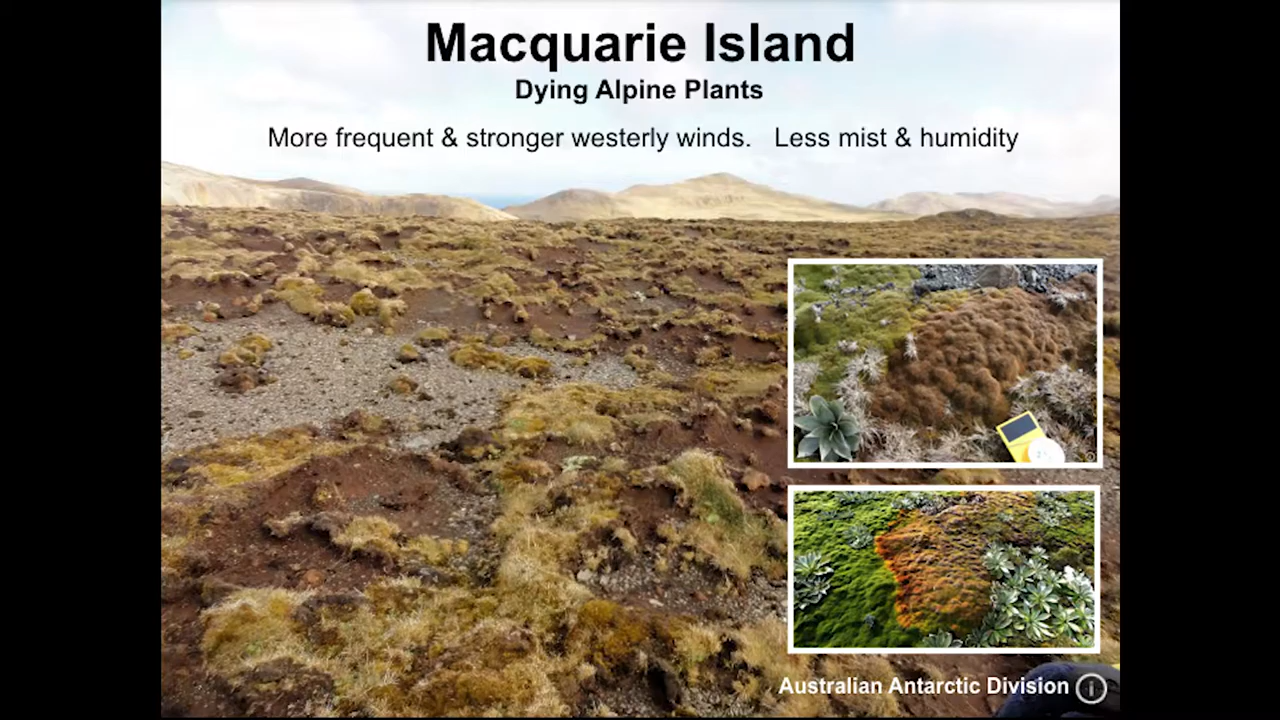 Macquarie Island
Dying Alpine Plants
More frequent & stronger westerly winds. Less mist & humidity
Australian Antarctic Division